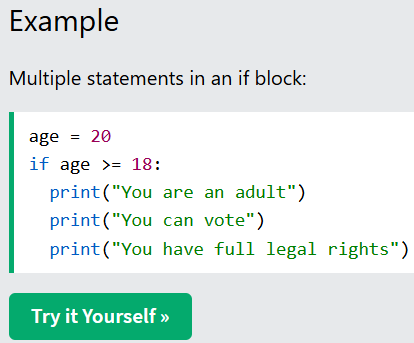 Example
Multiple statements in an if block:
age = 20
if age >= 18:
  print("You are an adult")
  print("You can vote")
  print("You have full legal rights")
Try it Yourself »